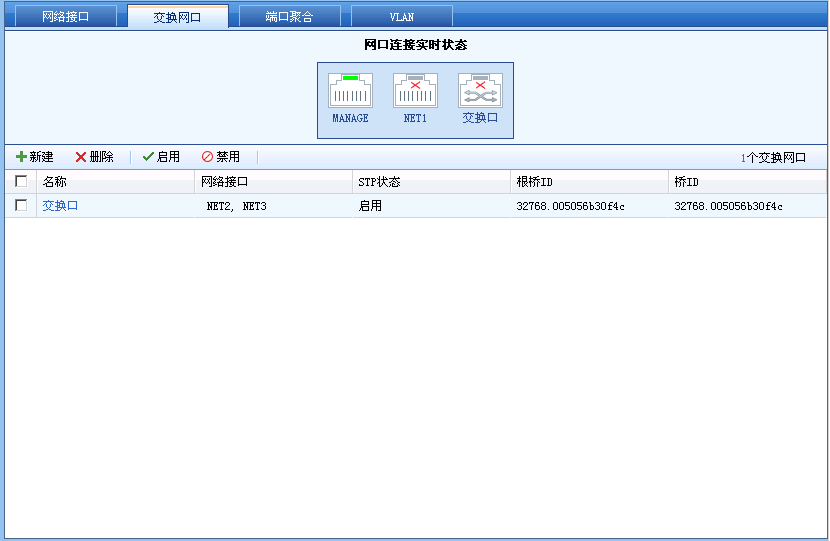 网络接口 交换网口 端口聚合 VLAN
网口连接实时状态
MANAGE NET1 交换口
新建 删除 启用 禁用 1个交换网口
名称 网络接口 STP状态 根桥ID 桥ID
交换口 NET2, NET3 启用 32768.005056b30f4c 32768.005056b30f4c